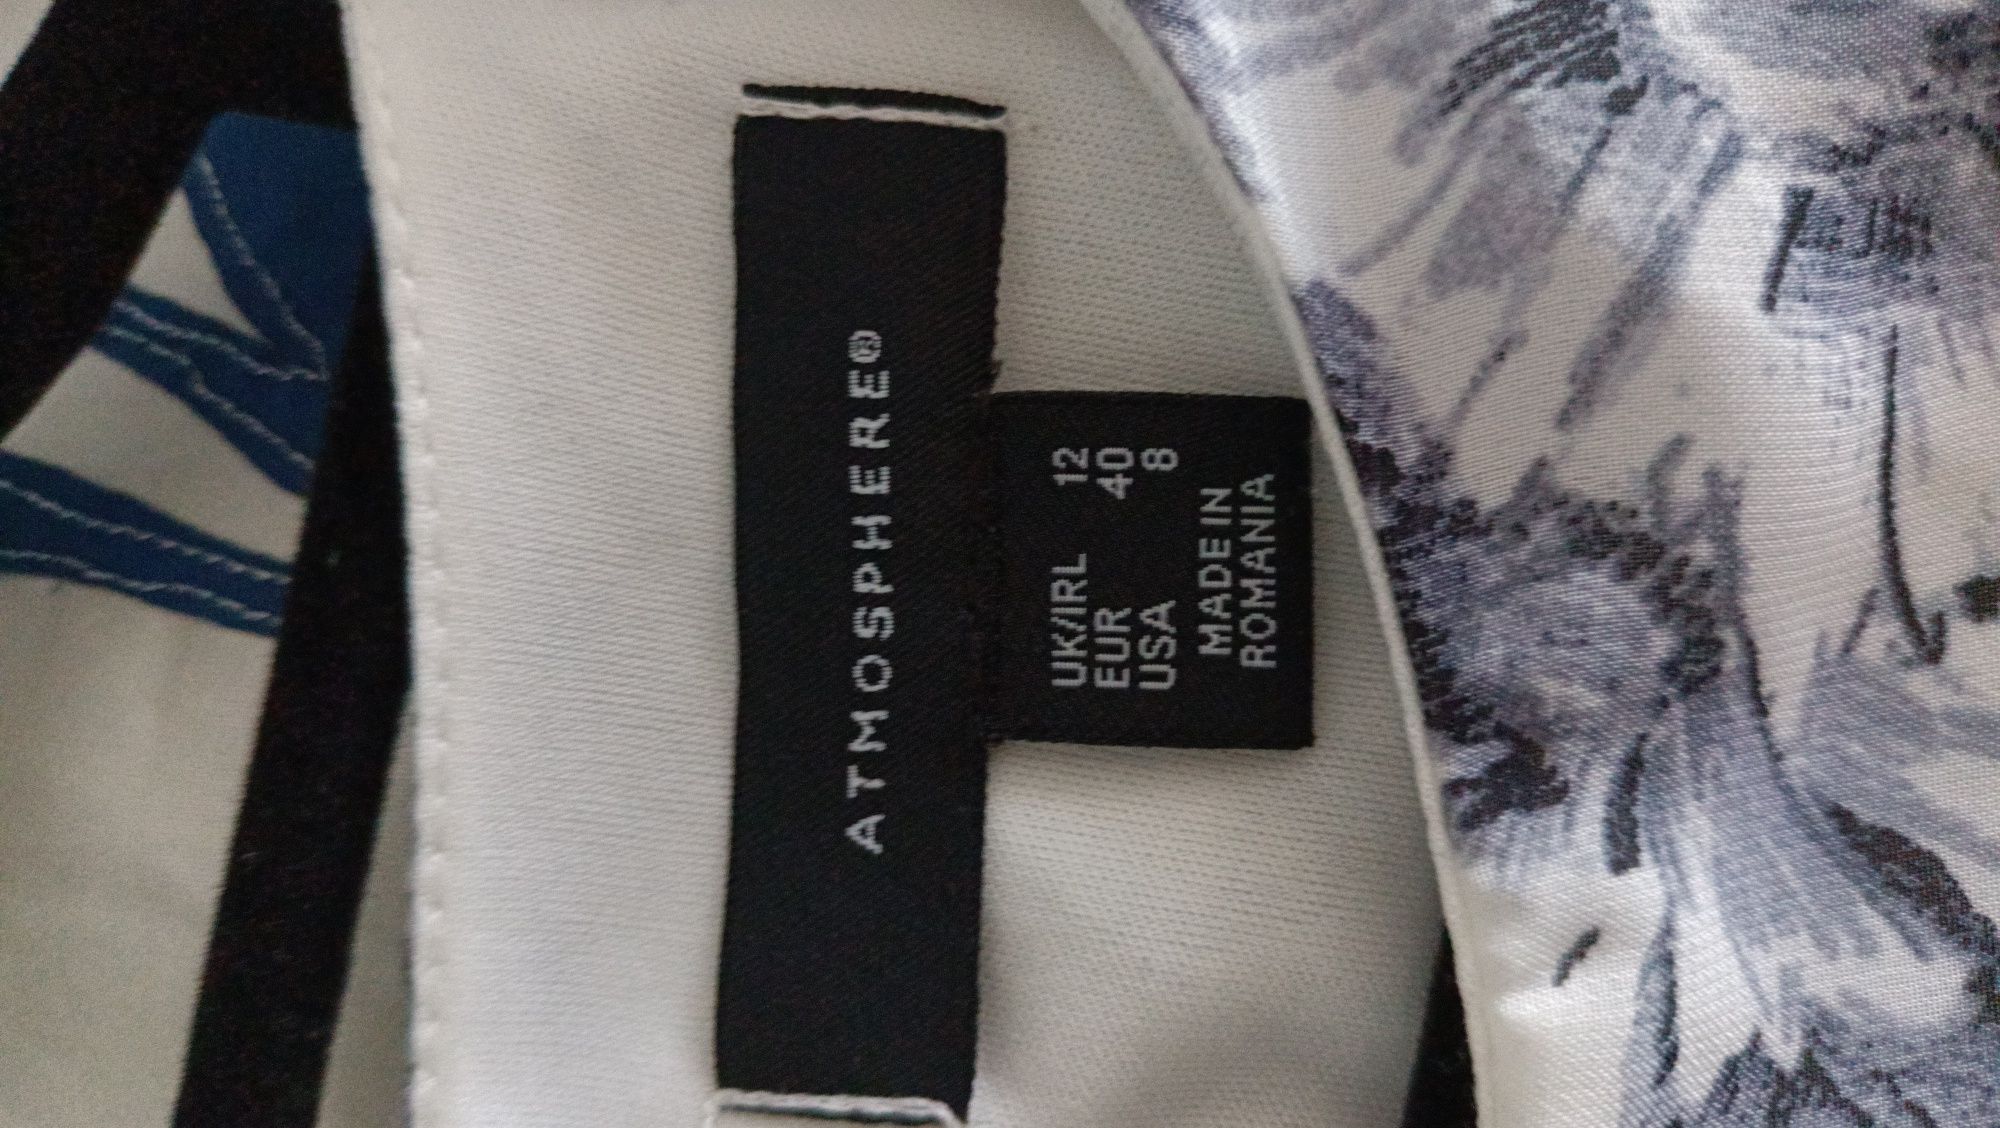 ATMOSPHERE®
UK/IRL 12
EUR 40
USA 8
MADE IN
ROMANIA